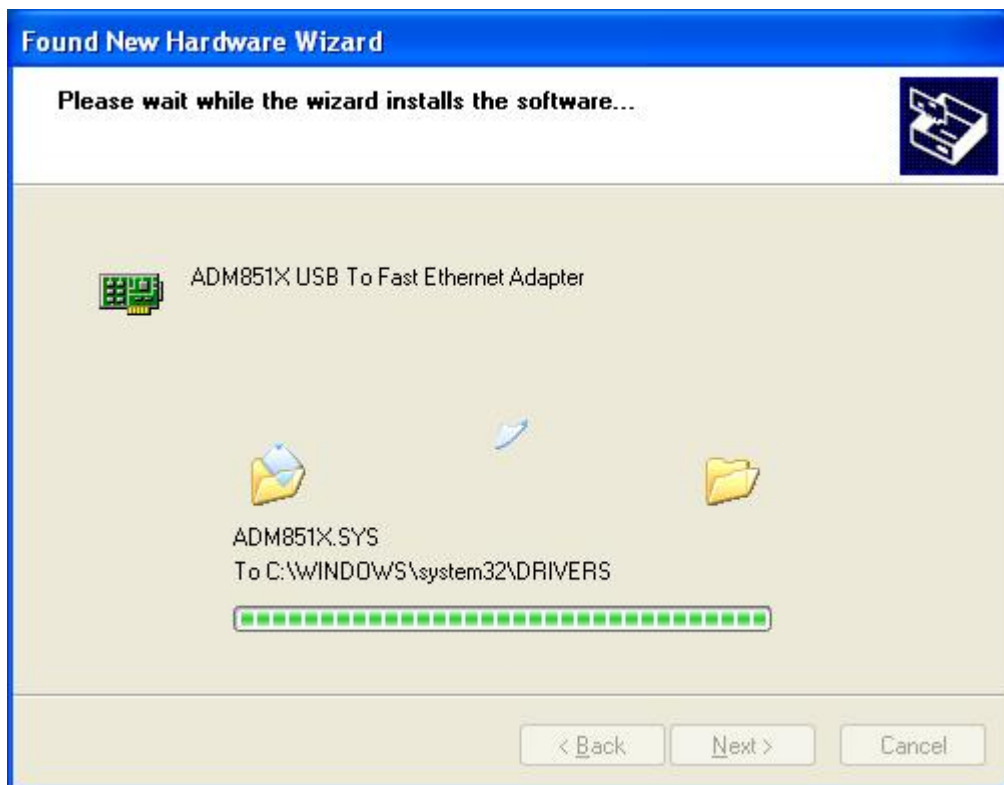 Found New Hardware Wizard
Please wait while the wizard installs the software...
ADM851X USB To Fast Ethernet Adapter
ADM851X.SYS
To C:\WINDOWS\system32\DRIVERS
< Back
Next >
Cancel